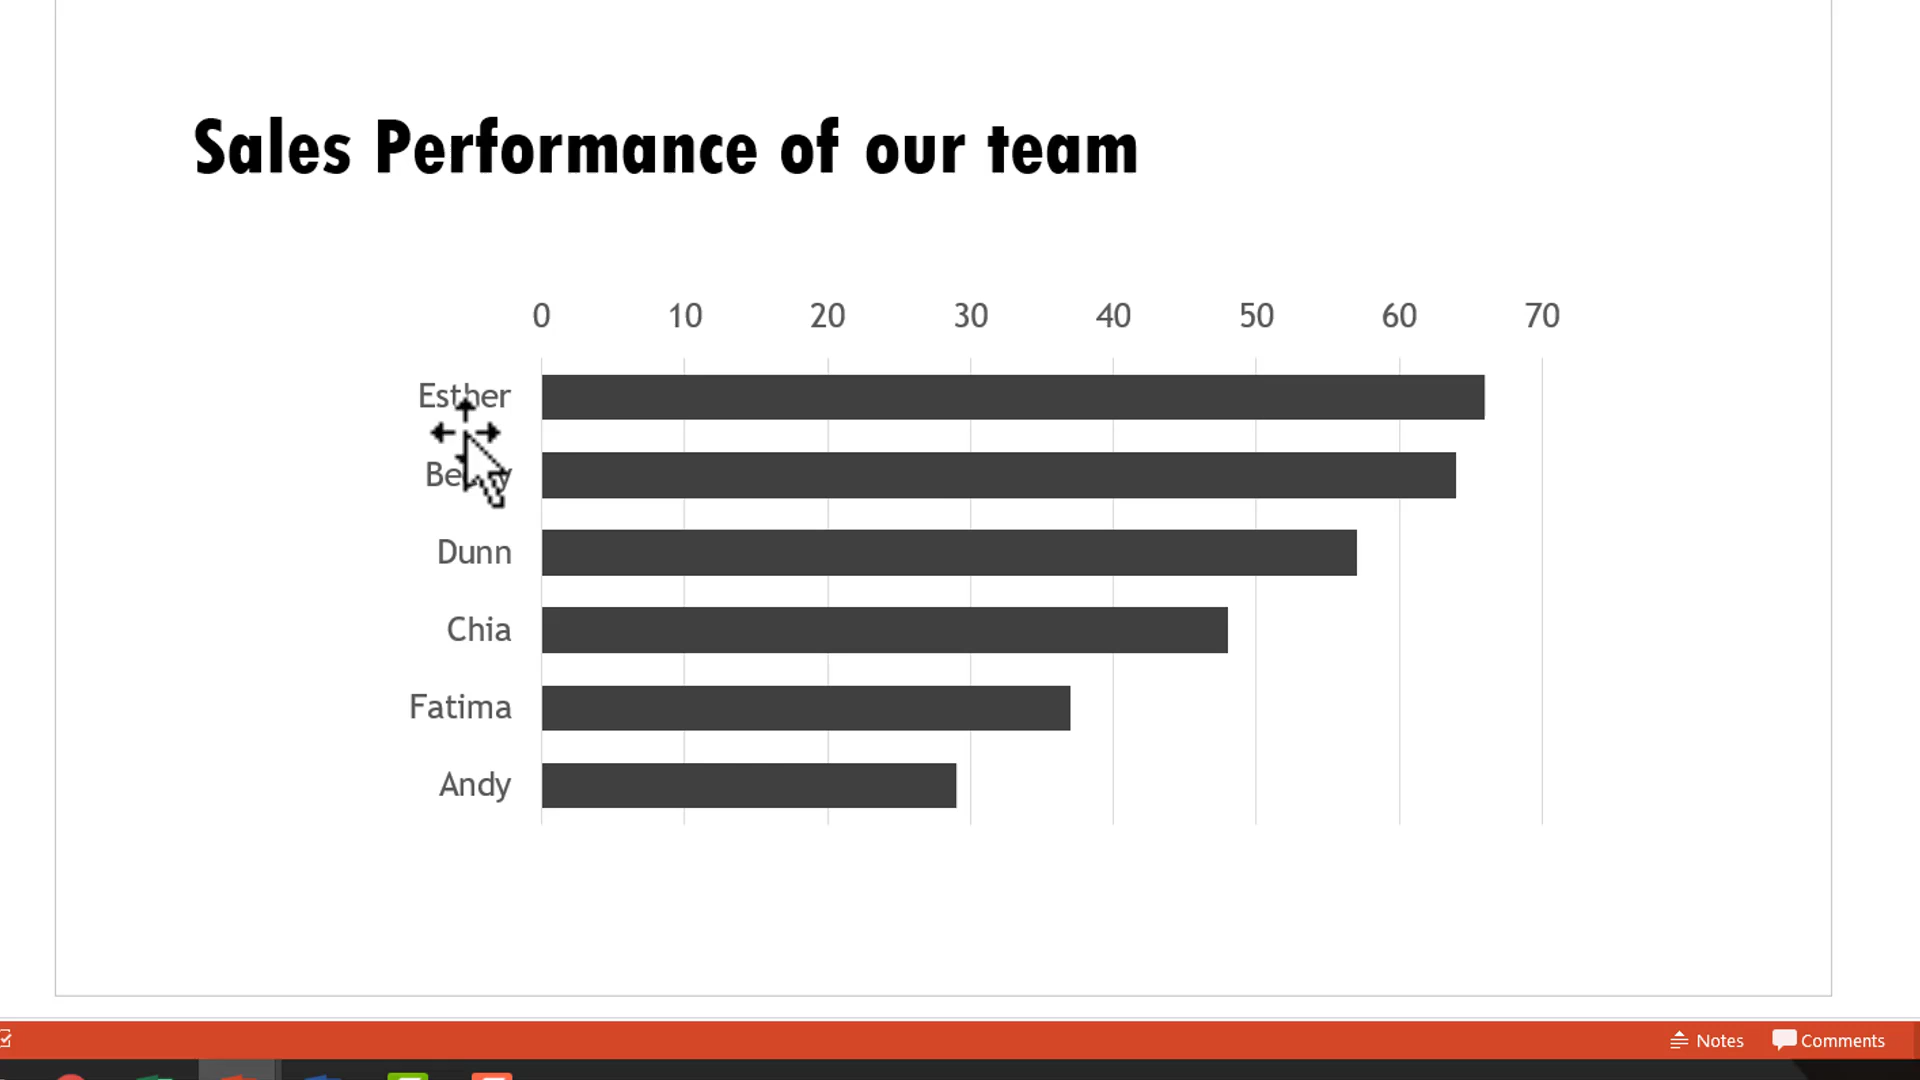 Sales Performance of our team
0 10 20 30 40 50 60 70
Esther
Dunn
Chia
Fatima
Andy
Notes Comments